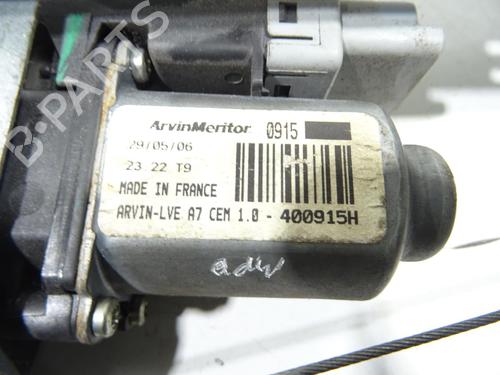 B-PARTS
ArvinMeritor 0915
29/05/06
23 22 T9
MADE IN FRANCE
ARVIN-LVE A7 CEM 1.0 - 400915H